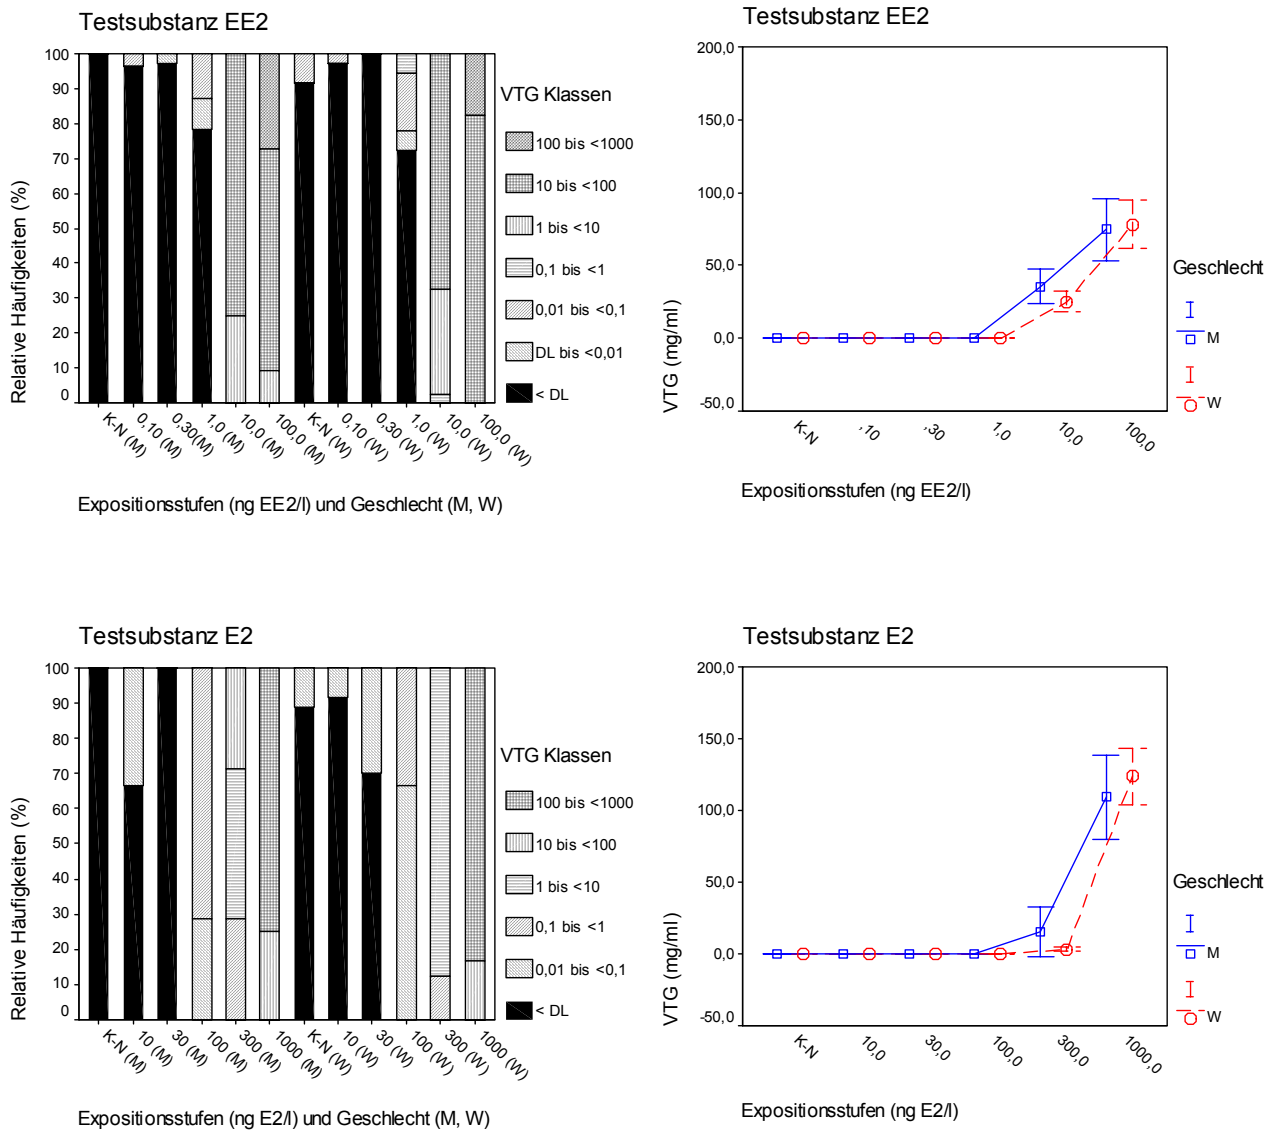 Testsubstanz EE2
Relative Häufigkeiten (%)
100
90
80
70
60
50
40
30
20
10
0
K-N (M)
0,10 (M)
0,30(M)
1,0 (M)
10,0 (M)
100,0 (M)
K-N (W)
0,10 (W)
0,30 (W)
1,0 (W)
10,0 (W)
100,0 (W)
Expositionsstufen (ng EE2/l) und Geschlecht (M, W)
VTG Klassen
100 bis <1000
10 bis <100
1 bis <10
0,1 bis <1
0,01 bis <0,1
DL bis <0,01
< DL
Testsubstanz EE2
VTG (mg/ml)
200,0
150,0
100,0
50,0
0,0
-50,0
K-N
,10
,30
1,0
10,0
100,0
Expositionsstufen (ng EE2/l)
Geschlecht
M
W
Testsubstanz E2
Relative Häufigkeiten (%)
100
90
80
70
60
50
40
30
20
10
0
K-N (M)
10 (M)
30 (M)
100 (M)
300 (M)
1000 (M)
K-N (W)
10 (W)
30 (W)
100 (W)
300 (W)
1000 (W)
Expositionsstufen (ng E2/l) und Geschlecht (M, W)
VTG Klassen
100 bis <1000
10 bis <100
1 bis <10
0,1 bis <1
0,01 bis <0,1
< DL
Testsubstanz E2
VTG (mg/ml)
200,0
150,0
100,0
50,0
0,0
-50,0
K-N
10,0
30,0
100,0
300,0
1000,0
Expositionsstufen (ng E2/l)
Geschlecht
M
W